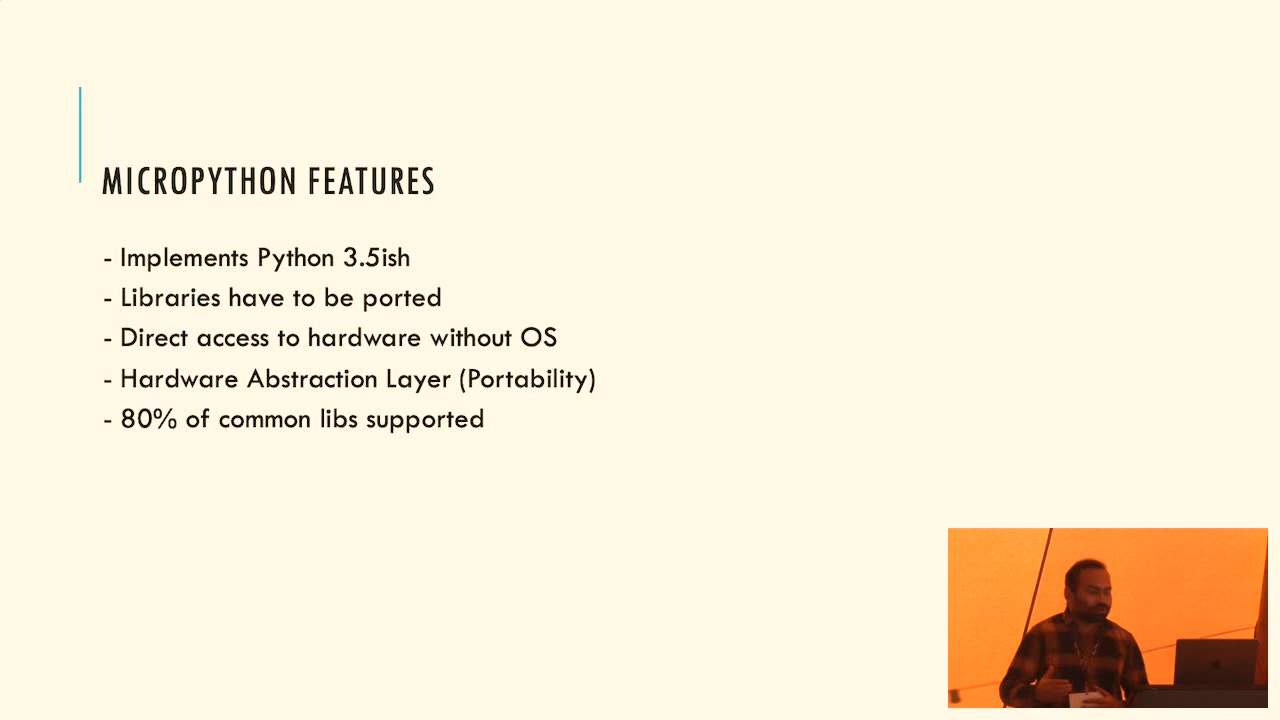 MICROPYTHON FEATURES
- Implements Python 3.5ish
- Libraries have to be ported
- Direct access to hardware without OS
- Hardware Abstraction Layer (Portability)
- 80% of common libs supported